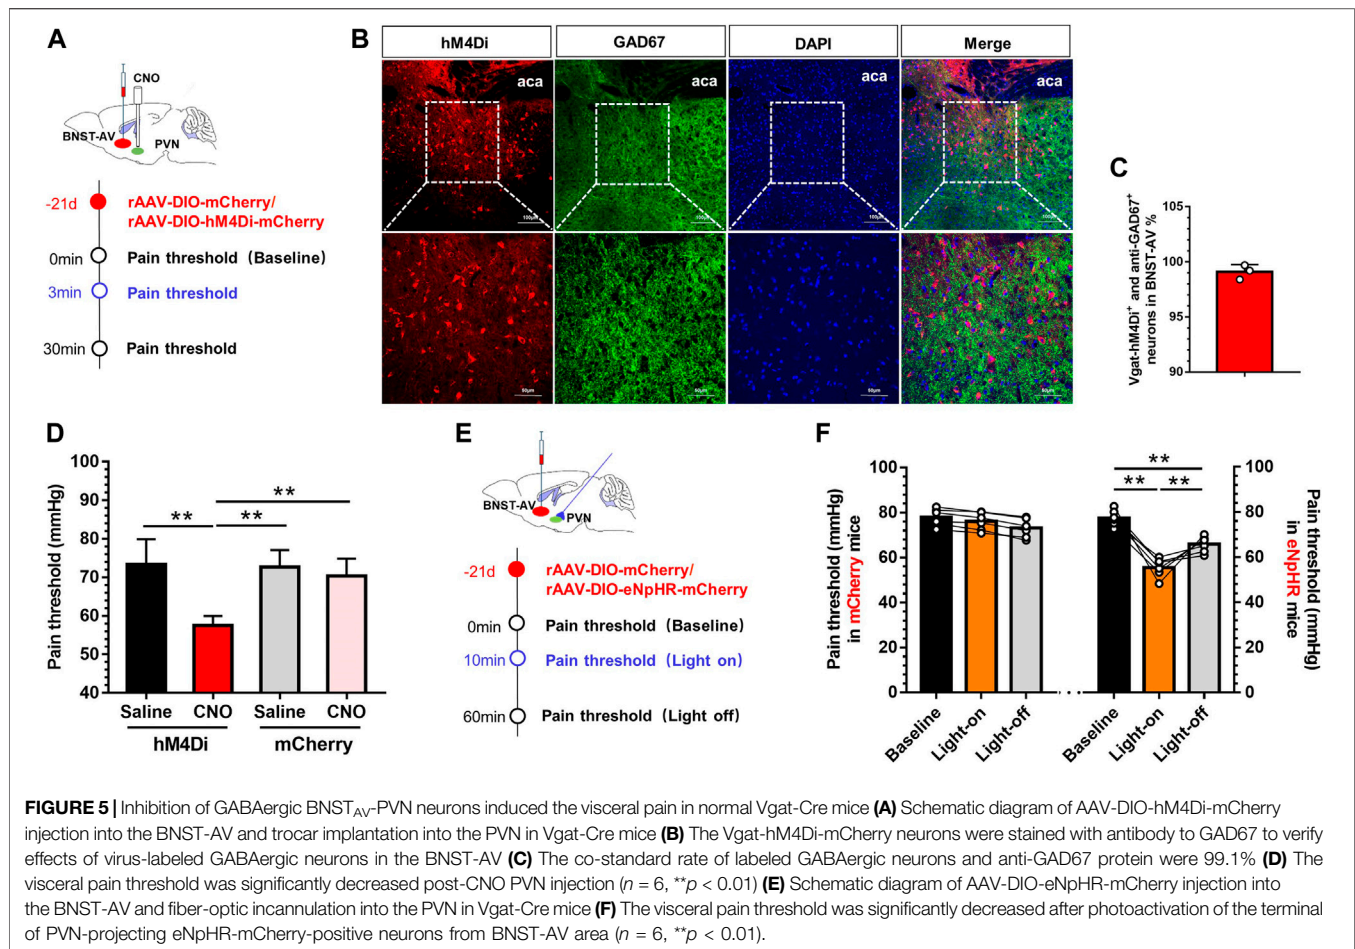 A
CNO
BNST-AV
PVN
-21d
rAAV-DIO-mCherry/
rAAV-DIO-hM4Di-mCherry
0min
Pain threshold (Baseline)
3min
Pain threshold
30min
Pain threshold
B
hM4Di
GAD67
DAPI
Merge
aca
aca
aca
100μm
100μm
100μm
100μm
50μm
50μm
50μm
50μm
C
Vgat-hM4Di+ and anti-GAD67+
neurons in BNST-AV %
105
100
95
90
D
Pain threshold (mmHg)
100
90
80
70
60
50
40
**
**
**
Saline
CNO
Saline
CNO
hM4Di
mCherry
E
BNST-AV
PVN
-21d
rAAV-DIO-mCherry/
rAAV-DIO-eNpHR-mCherry
0min
Pain threshold (Baseline)
10min
Pain threshold (Light on)
60min
Pain threshold (Light off)
F
Pain threshold (mmHg)
in mCherry mice
100
80
60
40
20
0
Baseline
Light-on
Light-off
**
**
**
Baseline
Light-on
Light-off
100
80
60
40
20
0
Pain threshold (mmHg)
in eNpHR mice
FIGURE 5 | Inhibition of GABAergic BNSTAV-PVN neurons induced the visceral pain in normal Vgat-Cre mice (A) Schematic diagram of AAV-DIO-hM4Di-mCherry
injection into the BNST-AV and trocar implantation into the PVN in Vgat-Cre mice (B) The Vgat-hM4Di-mCherry neurons were stained with antibody to GAD67 to verify
effects of virus-labeled GABAergic neurons in the BNST-AV (C) The co-standard rate of labeled GABAergic neurons and anti-GAD67 protein were 99.1% (D) The
visceral pain threshold was significantly decreased post-CNO PVN injection (n = 6, **p < 0.01) (E) Schematic diagram of AAV-DIO-eNpHR-mCherry injection into
the BNST-AV and fiber-optic incannulation into the PVN in Vgat-Cre mice (F) The visceral pain threshold was significantly decreased after photoactivation of the terminal
of PVN-projecting eNpHR-mCherry-positive neurons from BNST-AV area (n = 6, **p < 0.01).